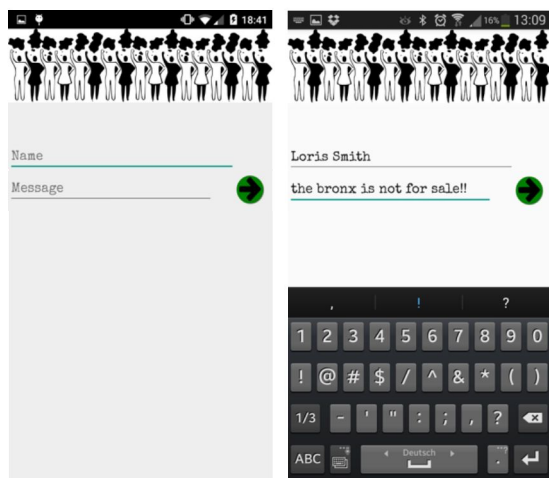 18:41
Name
Message
16% 13:09
Loris Smith
the bronx is not for sale!!
, ! ?
1 2 3 4 5 6 7 8 9 0
! @ # $ / ^ & * ( )
1/3 - ' " : ; , ?
ABC Deutsch .